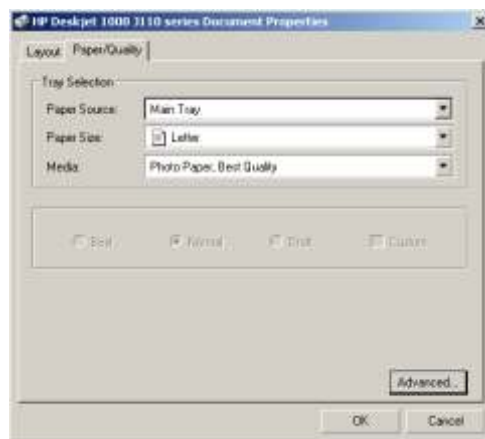 HP Deskjet 1000 J110 series Document Properties
Layout Paper/Quality
Tray Selection
Paper Source: Main Tray
Paper Size: Letter
Media: Photo Paper, Best Quality
Best Normal Draft Custom
Advanced...
OK Cancel